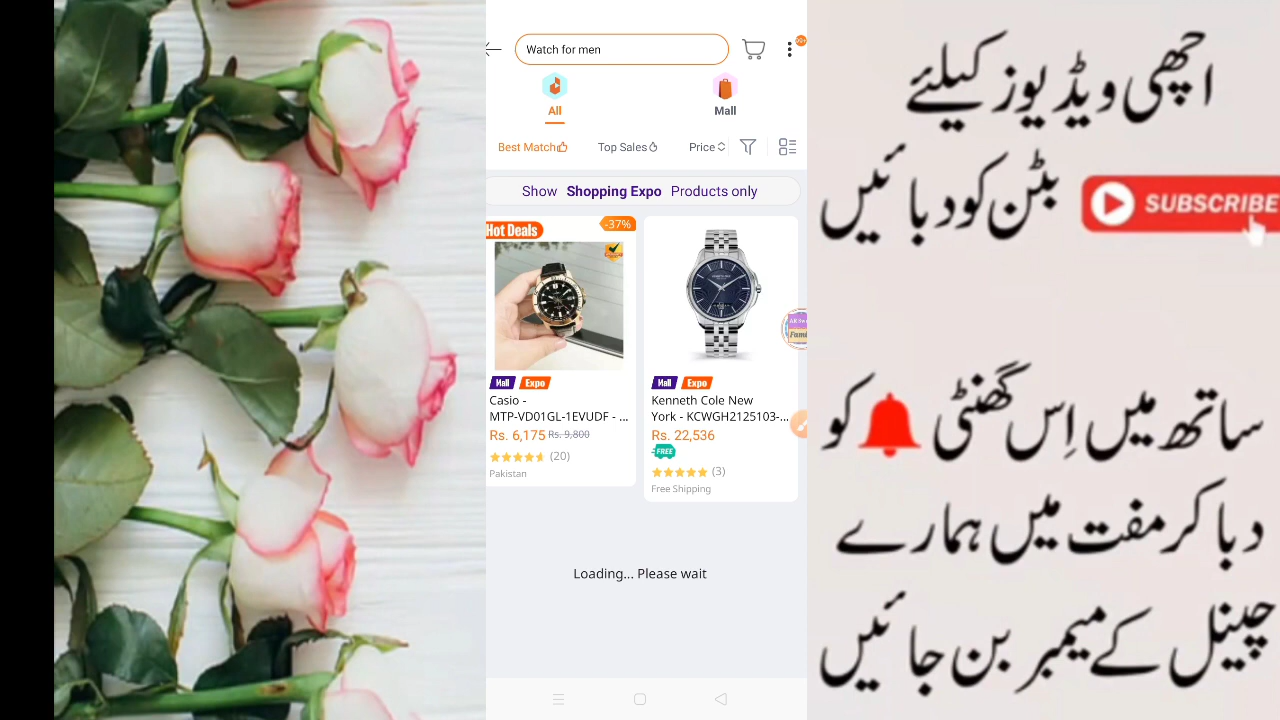 Watch for men
99+
All
Mall
Best Match
Top Sales
Price
Show Shopping Expo Products only
Hot Deals
-37%
Mall Expo
Casio -
MTP-VD01GL-1EVUDF - ...
Rs. 6,175 Rs. 9,800
(20)
Pakistan
Mall Expo
Kenneth Cole New
York - KCWGH2125103-...
Rs. 22,536
FREE
(3)
Free Shipping
Loading... Please wait
اچھی ویڈیوز کیلئے
بٹن کو دبائیں
SUBSCRIBE
ساتھ میں اِس گھنٹی کو
دبا کر مفت میں ہمارے
چینل کے میمبر بن جائیں